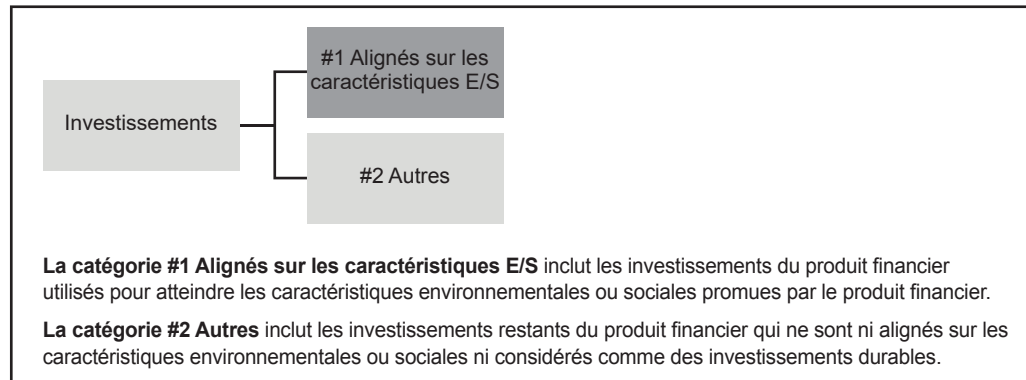 #1 Alignés sur les
caractéristiques E/S
Investissements
#2 Autres
La catégorie #1 Alignés sur les caractéristiques E/S inclut les investissements du produit financier
utilisés pour atteindre les caractéristiques environnementales ou sociales promues par le produit financier.
La catégorie #2 Autres inclut les investissements restants du produit financier qui ne sont ni alignés sur les
caractéristiques environnementales ou sociales ni considérés comme des investissements durables.